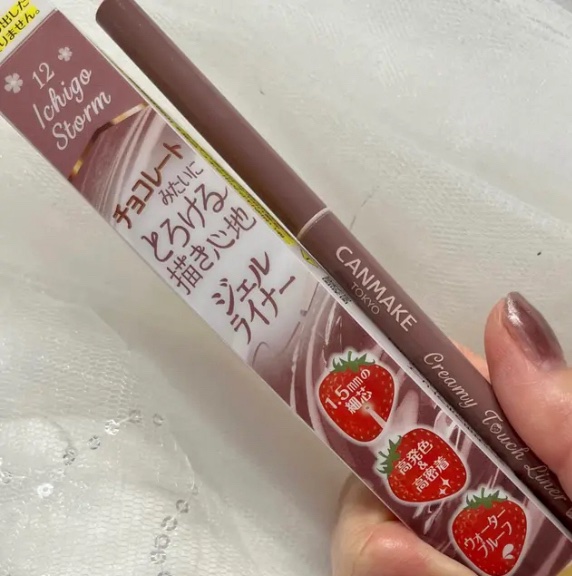 12
Ichigo
Storm
チョコレート
みたいに
とろける
描き心地
ジェル
ライナー
1.5mmの
細芯
高発色
&
高密着
ウォーター
プルーフ
CANMAKE
TOKYO
Creamy Touch Liner